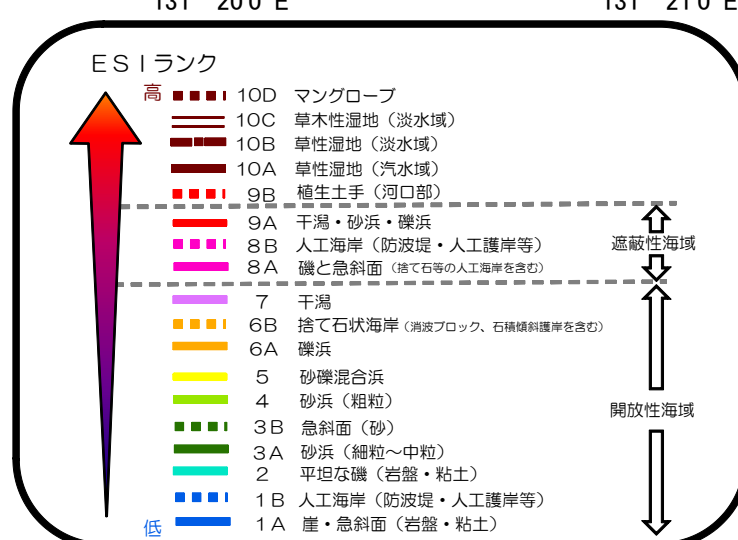 131° 20′0″E 131° 21′0″E
ESIランク
高
10D マングローブ
10C 草木性湿地（淡水域）
10B 草性湿地（淡水域）
10A 草性湿地（汽水域）
9B 植生土手（河口部）
9A 干潟・砂浜・礫浜
8B 人工海岸（防波堤・人工護岸等）
遮蔽性海域
8A 磯と急斜面（捨て石等の人工海岸を含む）
7 干潟
6B 捨て石状海岸（消波ブロック、石積傾斜護岸を含む）
6A 礫浜
5 砂礫混合浜
4 砂浜（粗粒）
開放性海域
3B 急斜面（砂）
3A 砂浜（細粒～中粒）
2 平坦な磯（岩盤・粘土）
1B 人工海岸（防波堤・人工護岸等）
低
1A 崖・急斜面（岩盤・粘土）